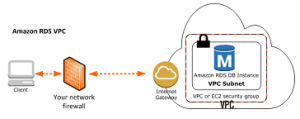 Amazon RDS VPC
Client
Your network
firewall
Internet
Gateway
M
Amazon RDS DB Instance
VPC Subnet
VPC or EC2 security group
VPC